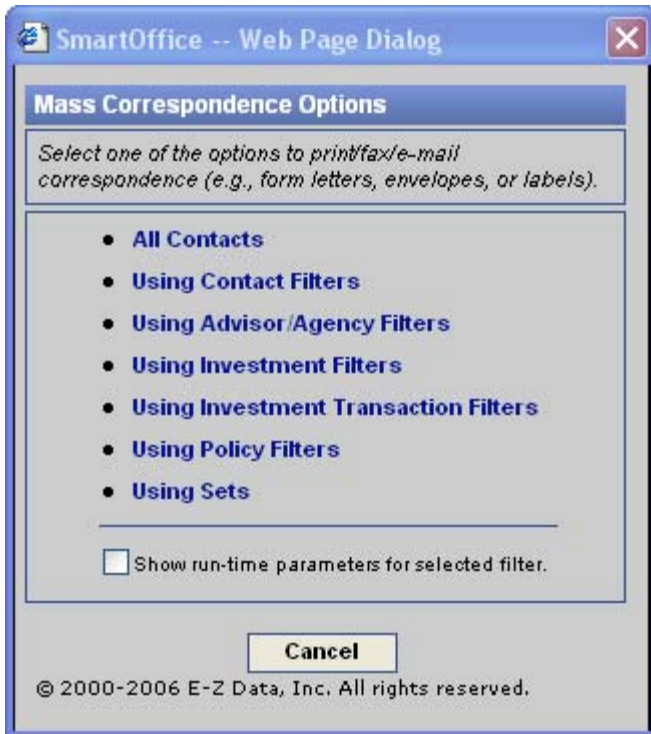 SmartOffice -- Web Page Dialog
Mass Correspondence Options
Select one of the options to print/fax/e-mail
correspondence (e.g., form letters, envelopes, or labels).
All Contacts
Using Contact Filters
Using Advisor/Agency Filters
Using Investment Filters
Using Investment Transaction Filters
Using Policy Filters
Using Sets
Show run-time parameters for selected filter.
Cancel
© 2000-2006 E-Z Data, Inc. All rights reserved.